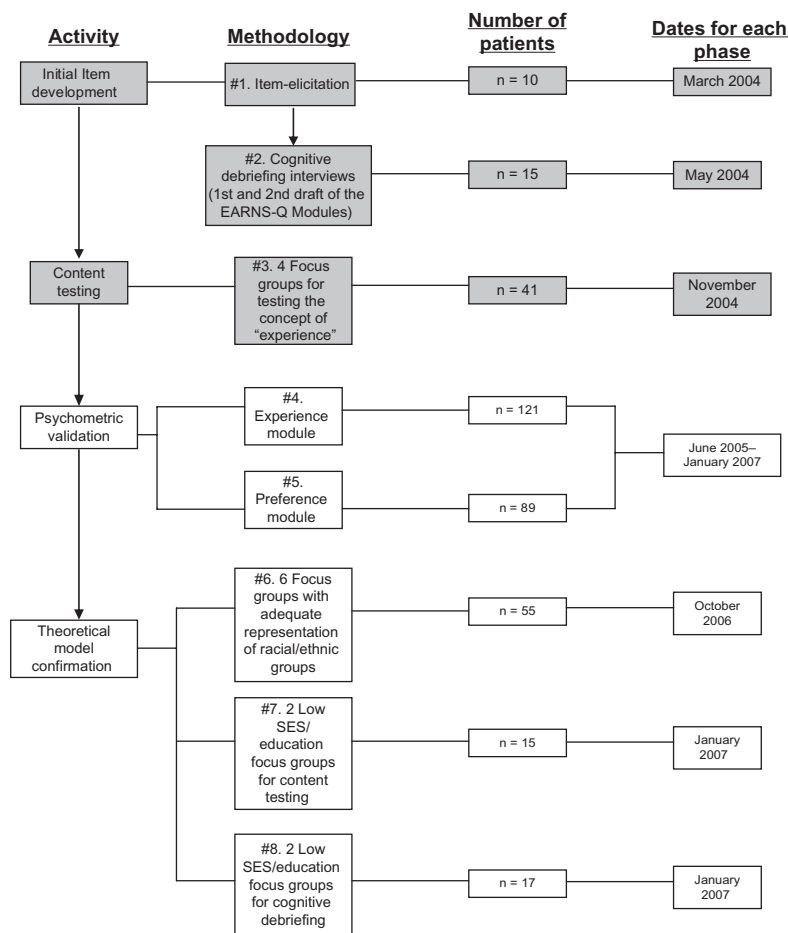 Activity
Methodology
Number of
patients
Dates for each
phase
Initial Item
development
#1. Item-elicitation
n = 10
March 2004
#2. Cognitive
debriefing interviews
(1st and 2nd draft of the
EARNS-Q Modules)
n = 15
May 2004
Content
testing
#3. 4 Focus
groups for
testing the
concept of
“experience”
n = 41
November
2004
Psychometric
validation
#4.
Experience
module
n = 121
#5.
Preference
module
n = 89
June 2005–
January 2007
Theoretical
model
confirmation
#6. 6 Focus
groups with
adequate
representation
of racial/ethnic
groups
n = 55
October
2006
#7. 2 Low
SES/
education
focus groups
for content
testing
n = 15
January
2007
#8. 2 Low
SES/education
focus groups
for cognitive
debriefing
n = 17
January
2007